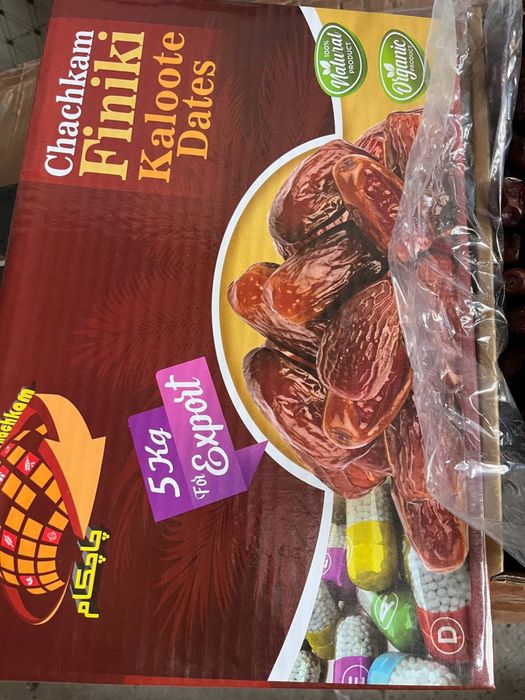 Chachkam
Finiki
Kaloote
Dates
100%
Natural
PRODUCT
Organic
PRODUCT
5 Kg
For Export
chachkam
چاچکام
A
D
E